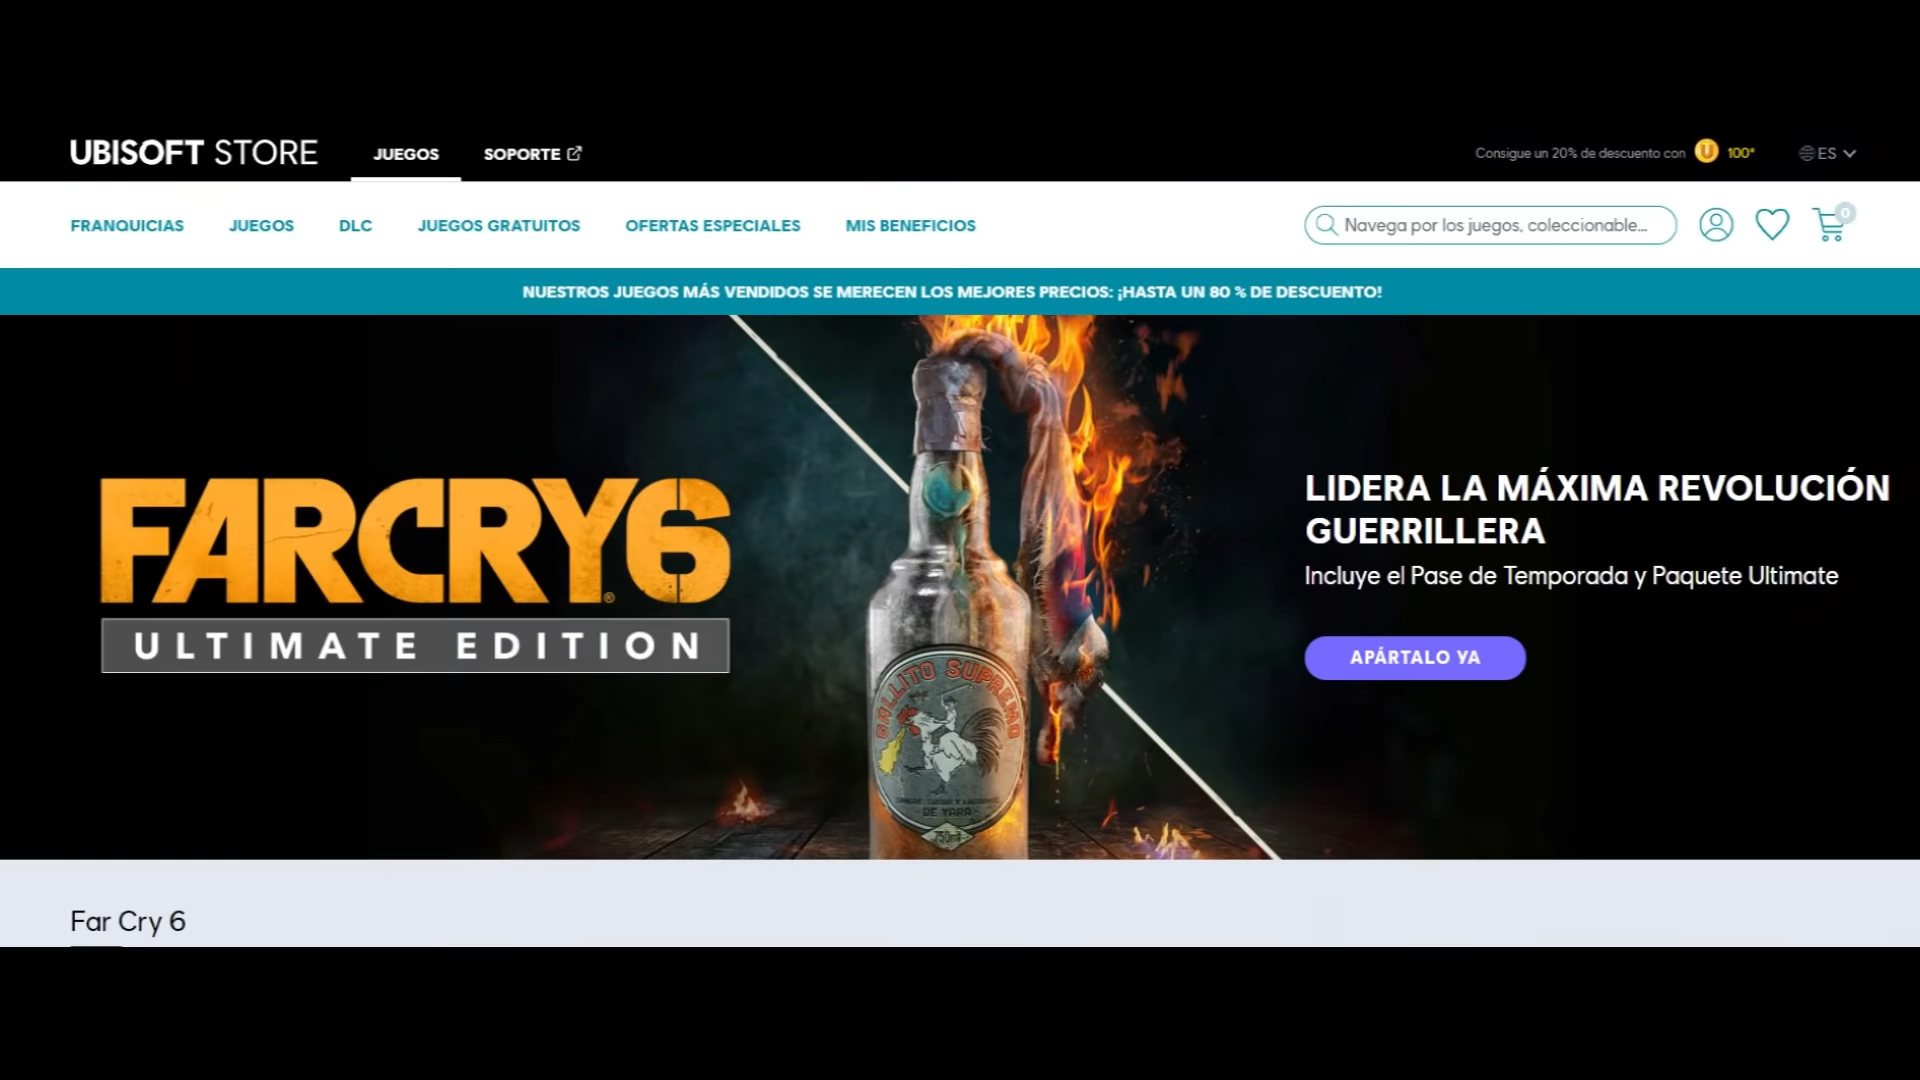 UBISOFT STORE
JUEGOS
SOPORTE
Consigue un 20% de descuento con
100*
ES
FRANQUICIAS
JUEGOS
DLC
JUEGOS GRATUITOS
OFERTAS ESPECIALES
MIS BENEFICIOS
Navega por los juegos, coleccionable...
0
NUESTROS JUEGOS MÁS VENDIDOS SE MERECEN LOS MEJORES PRECIOS: ¡HASTA UN 80 % DE DESCUENTO!
FARCRY6
ULTIMATE EDITION
LIDERA LA MÁXIMA REVOLUCIÓN
GUERRILLERA
Incluye el Pase de Temporada y Paquete Ultimate
APÁRTALO YA
GALLITO SUPREMO
DE YARA
750ml
Far Cry 6